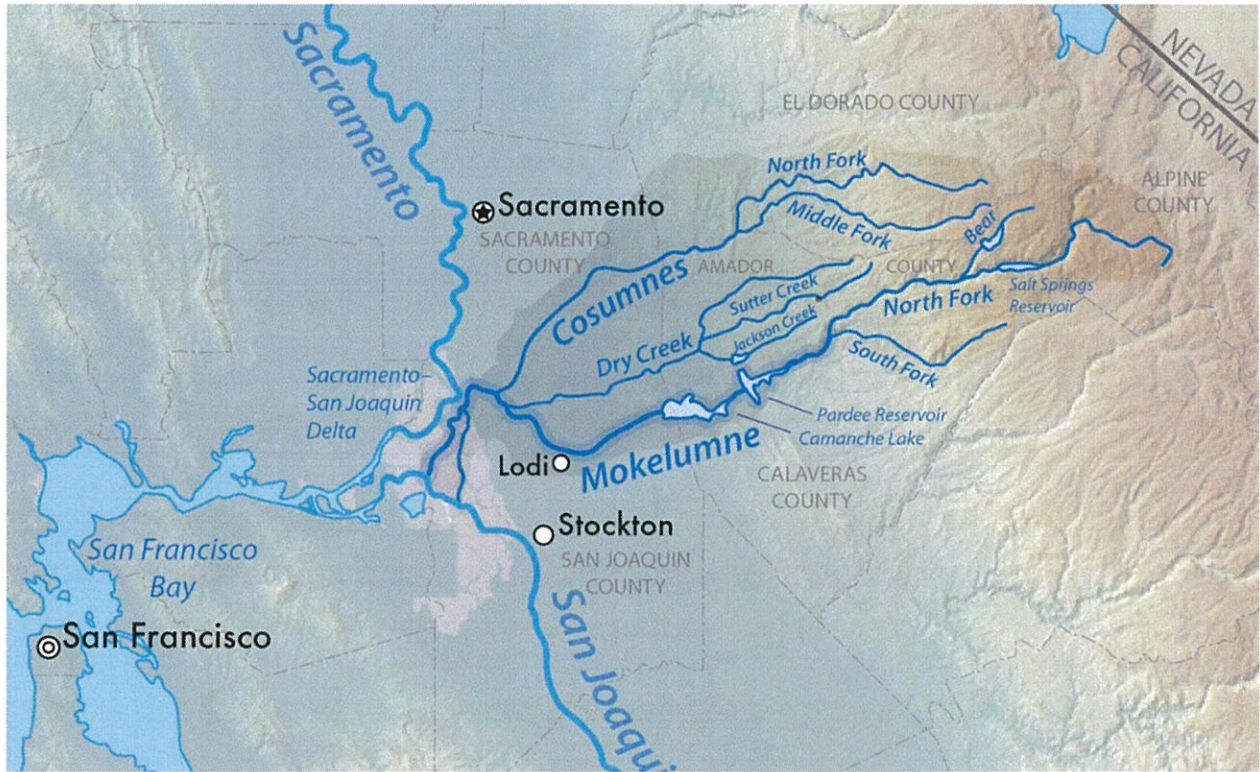 NEVADA
CALIFORNIA
Sacramento
EL DORADO COUNTY
North Fork
ALPINE
COUNTY
Sacramento
SACRAMENTO
COUNTY
Middle Fork
Bear
Cosumnes
AMADOR
COUNTY
Sutter Creek
North Fork
Salt Springs
Reservoir
Dry Creek
Jackson Creek
South Fork
Sacramento–
San Joaquin
Delta
Pardee Reservoir
Camanche Lake
Lodi
Mokelumne
CALAVERAS
COUNTY
Stockton
SAN JOAQUIN
COUNTY
San Francisco
Bay
San Francisco
San Joaqui